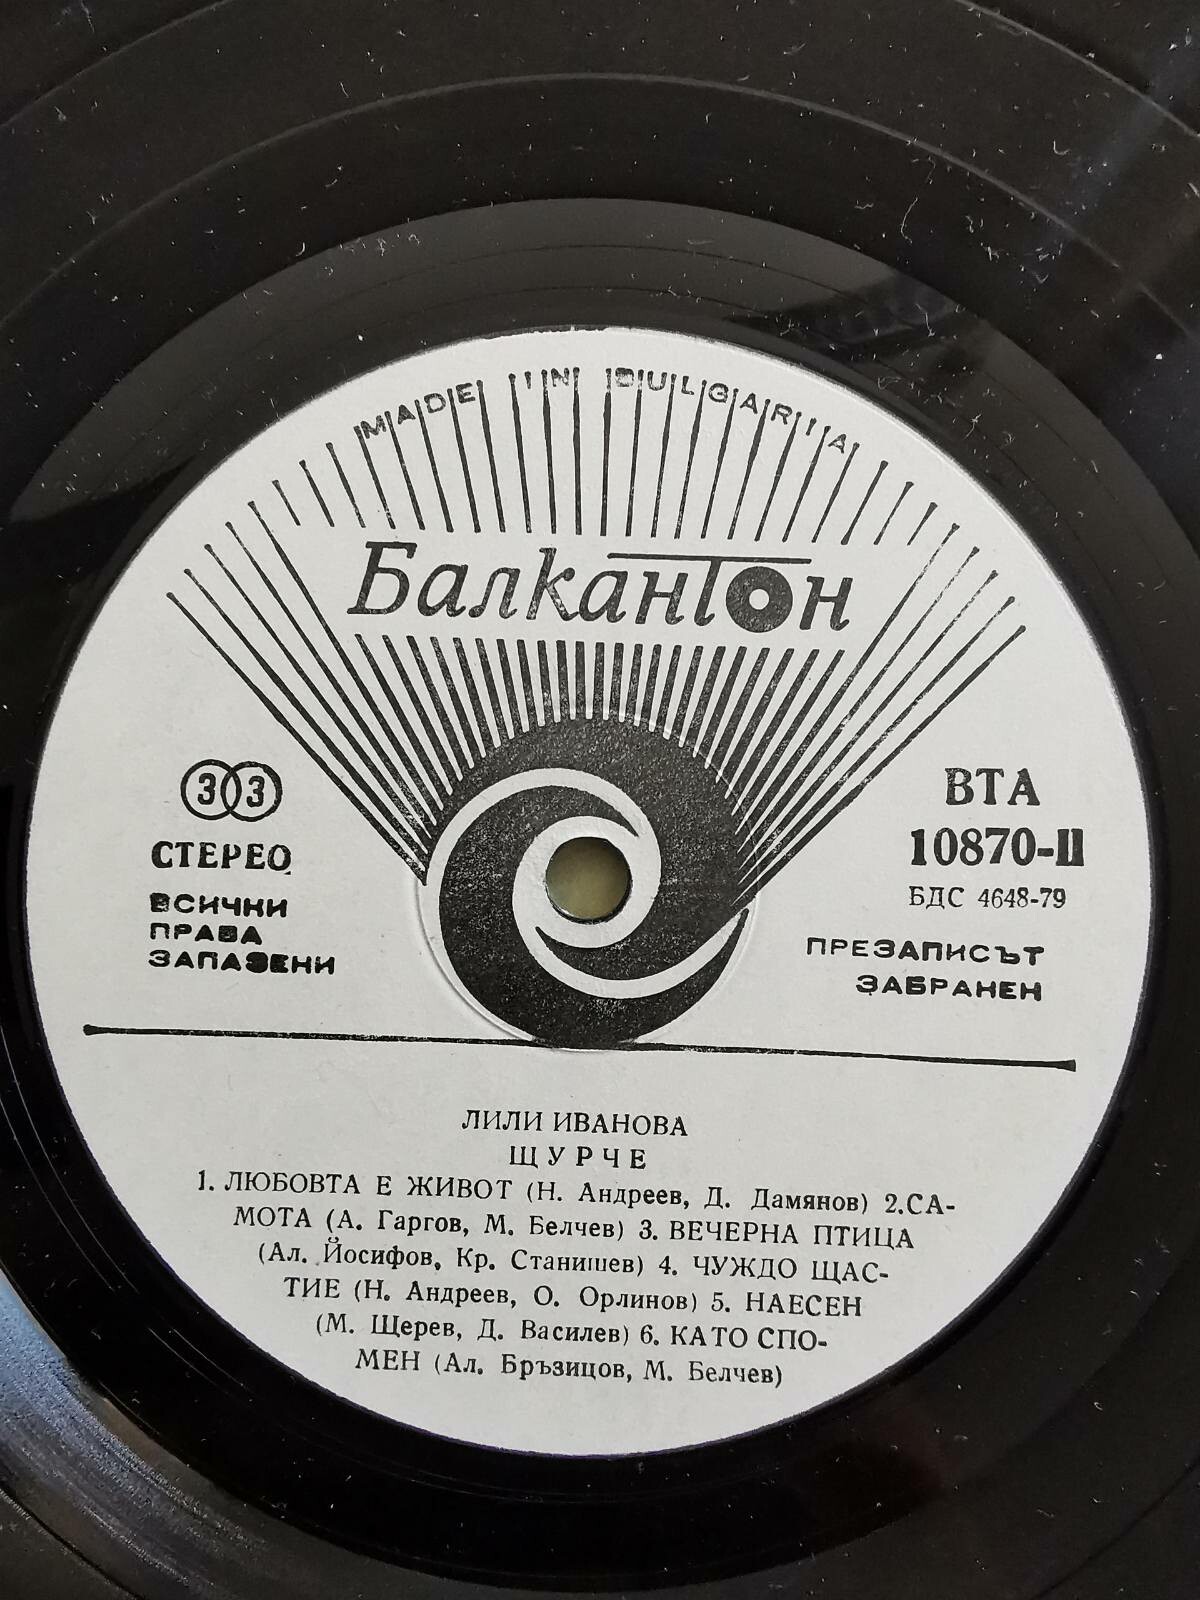 MADE IN BULGARIA
Балкантон
33
СТЕРЕО
ВСИЧКИ
ПРАВА
ЗАПАЗЕНИ
ВТА
10870-II
БДС 4648-79
ПРЕЗАПИСЪТ
ЗАБРАНЕН
ЛИЛИ ИВАНОВА
ЩУРЧЕ
1. ЛЮБОВТА Е ЖИВОТ (Н. Андреев, Д. Дамянов) 2.СА-
МОТА (А. Гаргов, М. Белчев) 3. ВЕЧЕРНА ПТИЦА
(Ал. Йосифов, Кр. Станишев) 4. ЧУЖДО ЩАС-
ТИЕ (Н. Андреев, О. Орлинов) 5. НАЕСЕН
(М. Щерев, Д. Василев) 6. КАТО СПО-
МЕН (Ал. Бръзицов, М. Белчев)